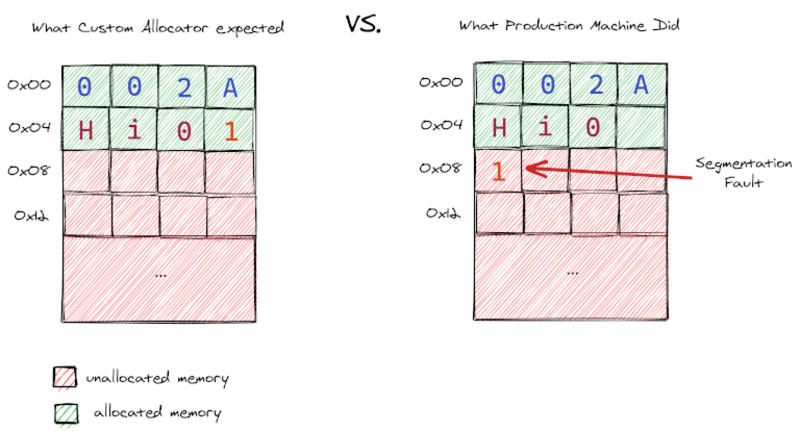 What Custom Allocator expected
VS.
What Production Machine Did
0x00
0 0 2 A
0x04
H i 0 1
0x08
0x12
...
0x00
0 0 2 A
0x04
H i 0
0x08
1
Segmentation
Fault
0x12
...
unallocated memory
allocated memory